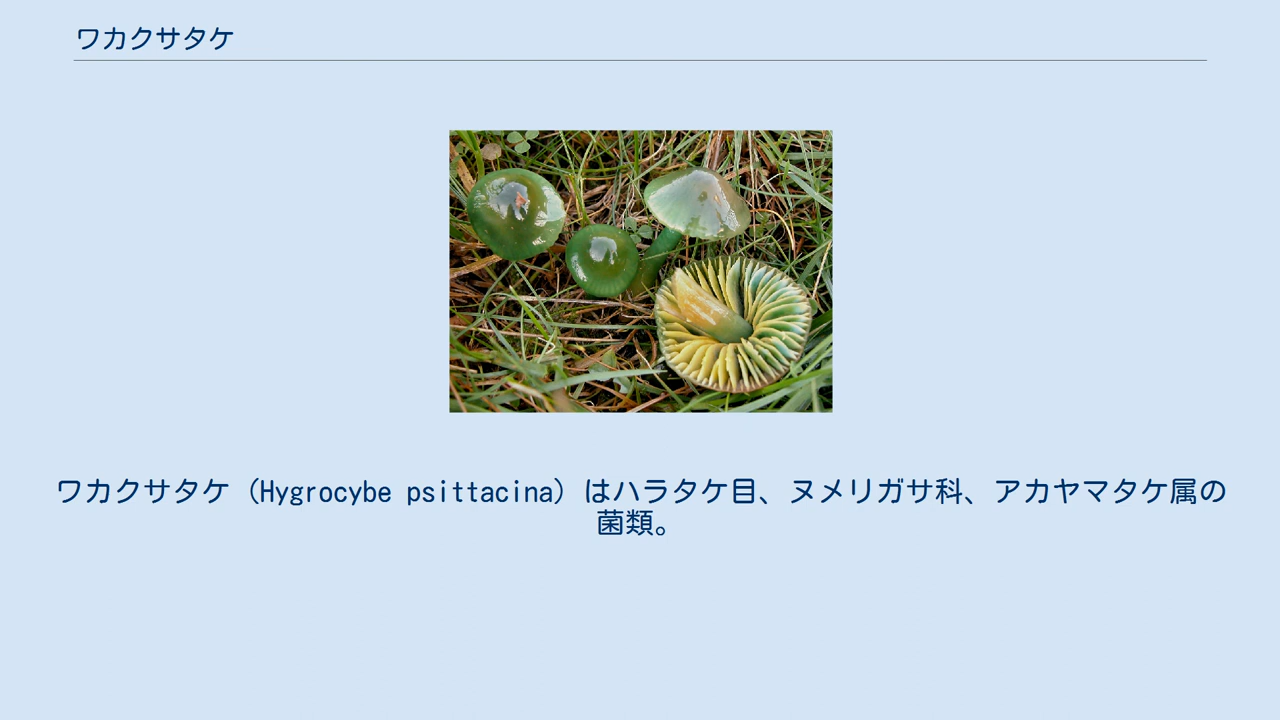 ワカクサタケ
ワカクサタケ（Hygrocybe psittacina）はハラタケ目、ヌメリガサ科、アカヤマタケ属の
菌類。